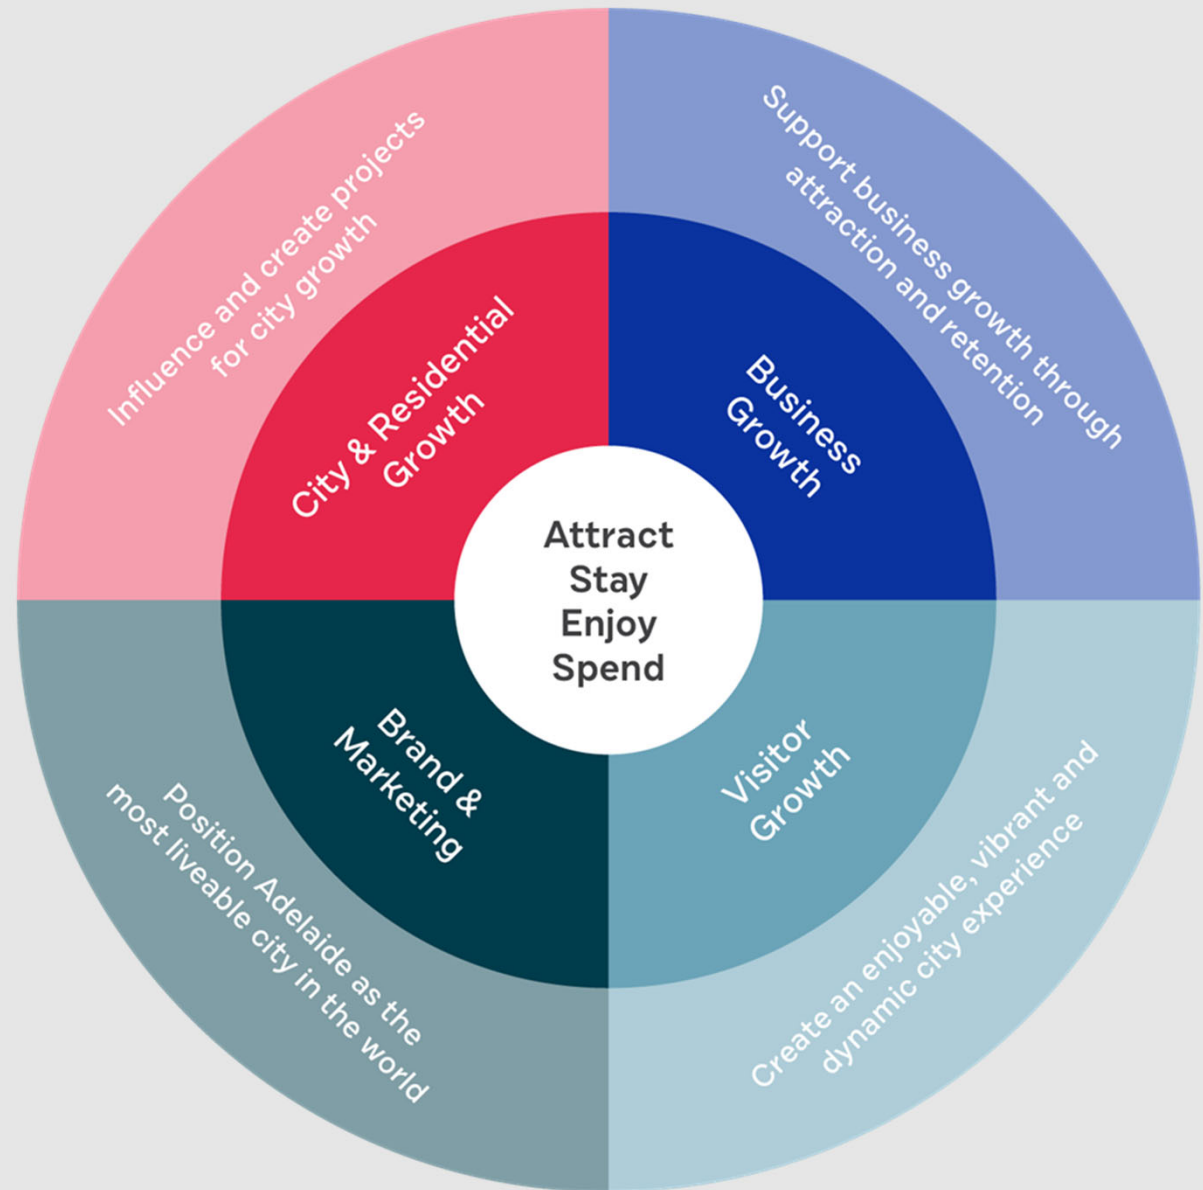 Influence and create projects
for city growth
City & Residential
Growth
Support business growth through
attraction and retention
Business
Growth
Attract
Stay
Enjoy
Spend
Brand &
Marketing
Position Adelaide as the
most liveable city in the world
Visitor
Growth
Create an enjoyable, vibrant and
dynamic city experience